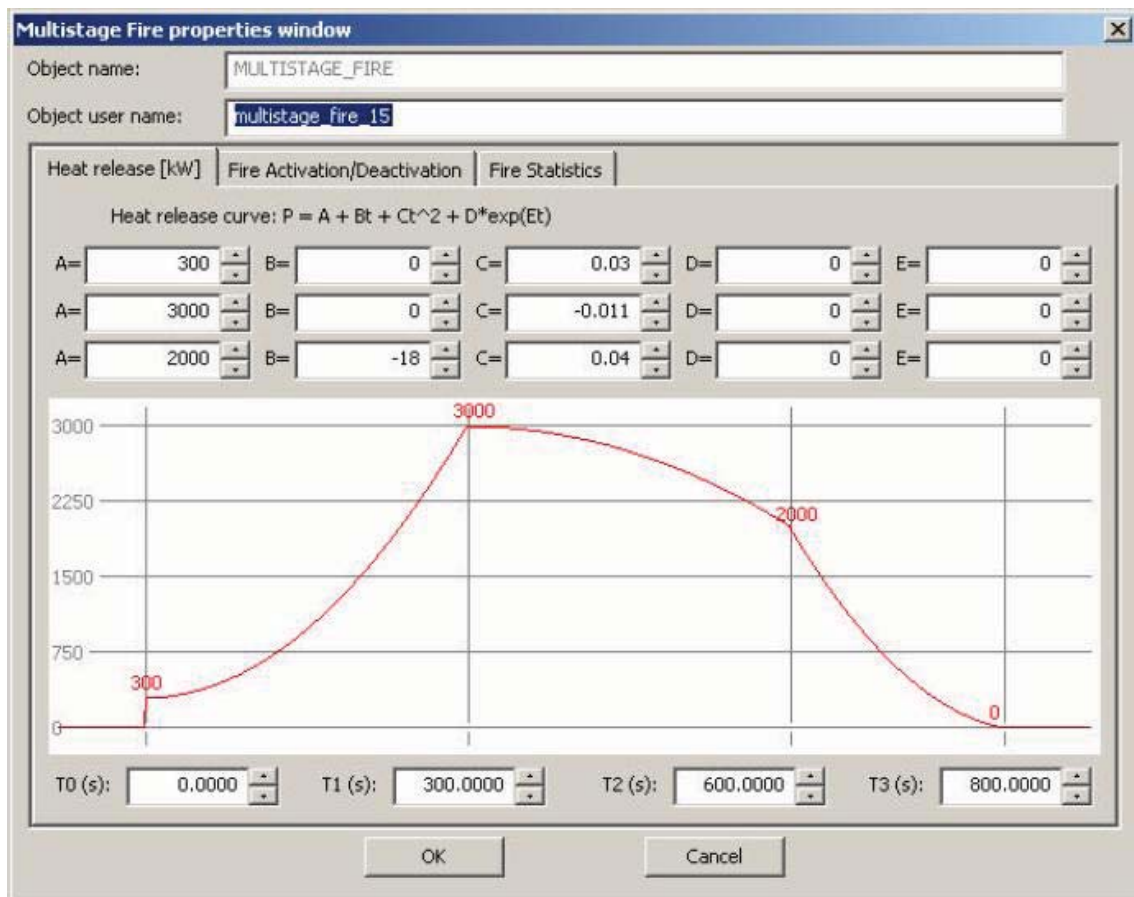 Multistage Fire properties window
Object name: MULTISTAGE_FIRE
Object user name: multistage_fire_15
Heat release [kW] Fire Activation/Deactivation Fire Statistics
Heat release curve: P = A + Bt + Ct^2 + D*exp(Et)
A= 300 B= 0 C= 0.03 D= 0 E= 0
A= 3000 B= 0 C= -0.011 D= 0 E= 0
A= 2000 B= -18 C= 0.04 D= 0 E= 0
3000
3000
2250
2000
1500
750
300
0
0
T0 (s): 0.0000 T1 (s): 300.0000 T2 (s): 600.0000 T3 (s): 800.0000
OK Cancel